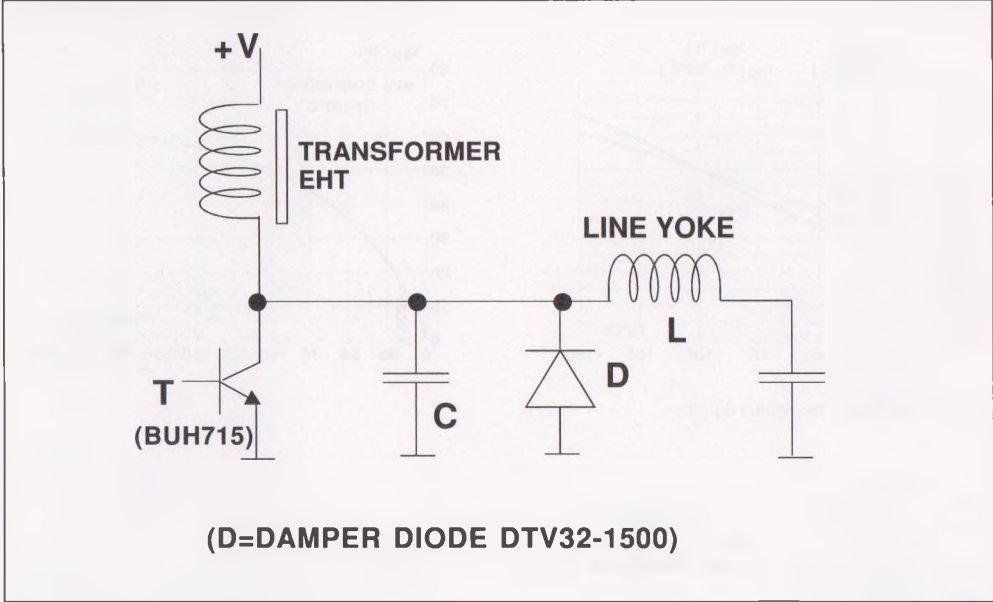 +V
TRANSFORMER
EHT
LINE YOKE
L
T
(BUH715)
C
D
(D=DAMPER DIODE DTV32-1500)